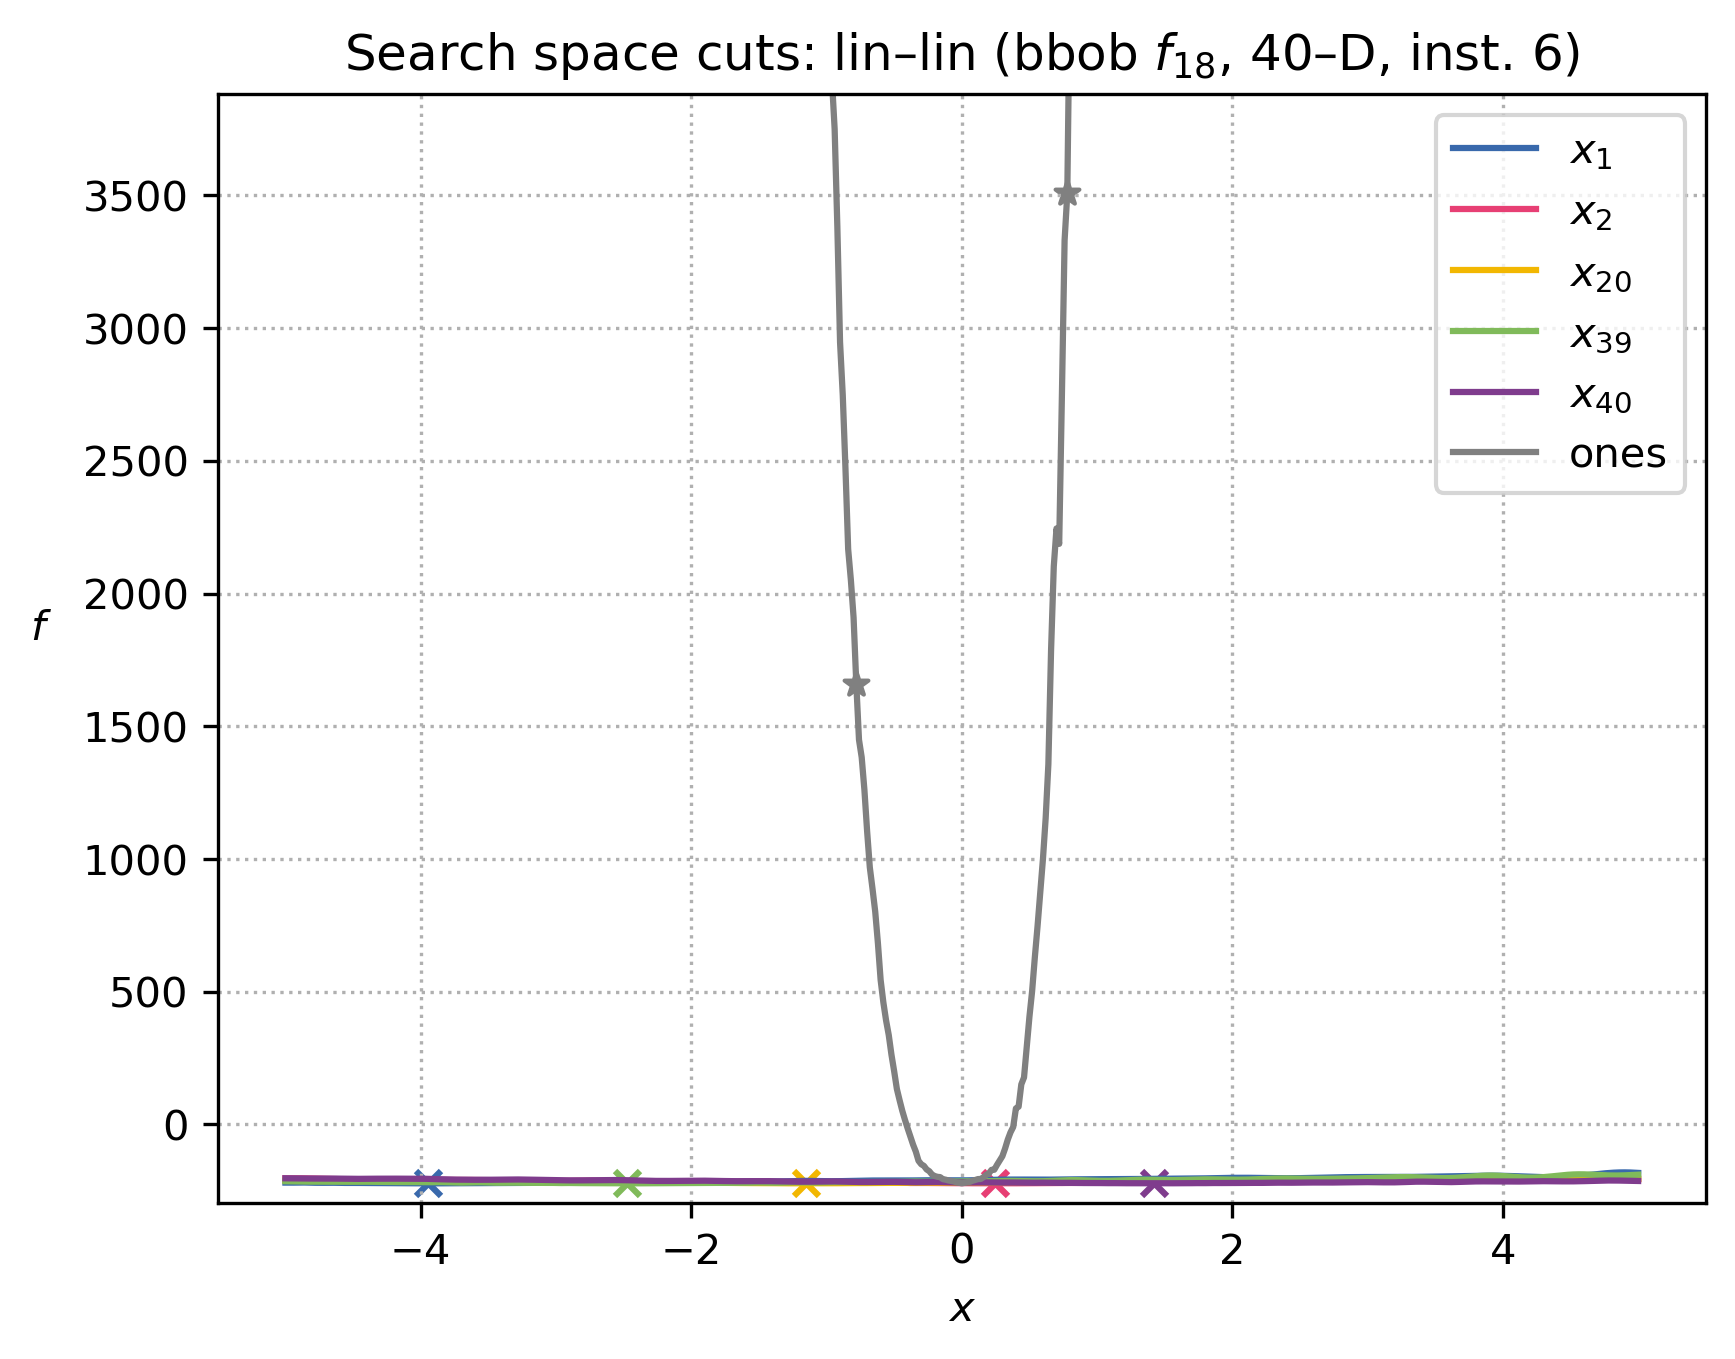 Search space cuts: lin–lin (bbob f₁₈, 40–D, inst. 6)
x₁
x₂
x₂₀
x₃₉
x₄₀
ones
3500
3000
2500
2000
1500
1000
500
0
f
−4 −2 0 2 4
x